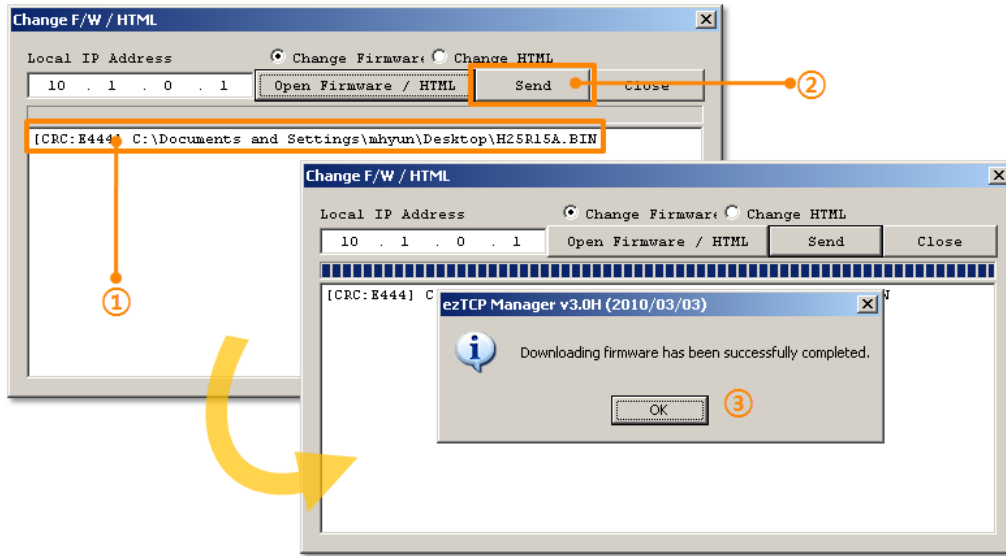 Change F/W / HTML
Local IP Address Change Firmware Change HTML
10 . 1 . 0 . 1 Open Firmware / HTML Send Close
②
[CRC:E444] C:\Documents and Settings\mhyun\Desktop\H25R15A.BIN
①
Change F/W / HTML
Local IP Address Change Firmware Change HTML
10 . 1 . 0 . 1 Open Firmware / HTML Send Close
[CRC:E444] C
ezTCP Manager v3.0H (2010/03/03)
Downloading firmware has been successfully completed.
OK
③